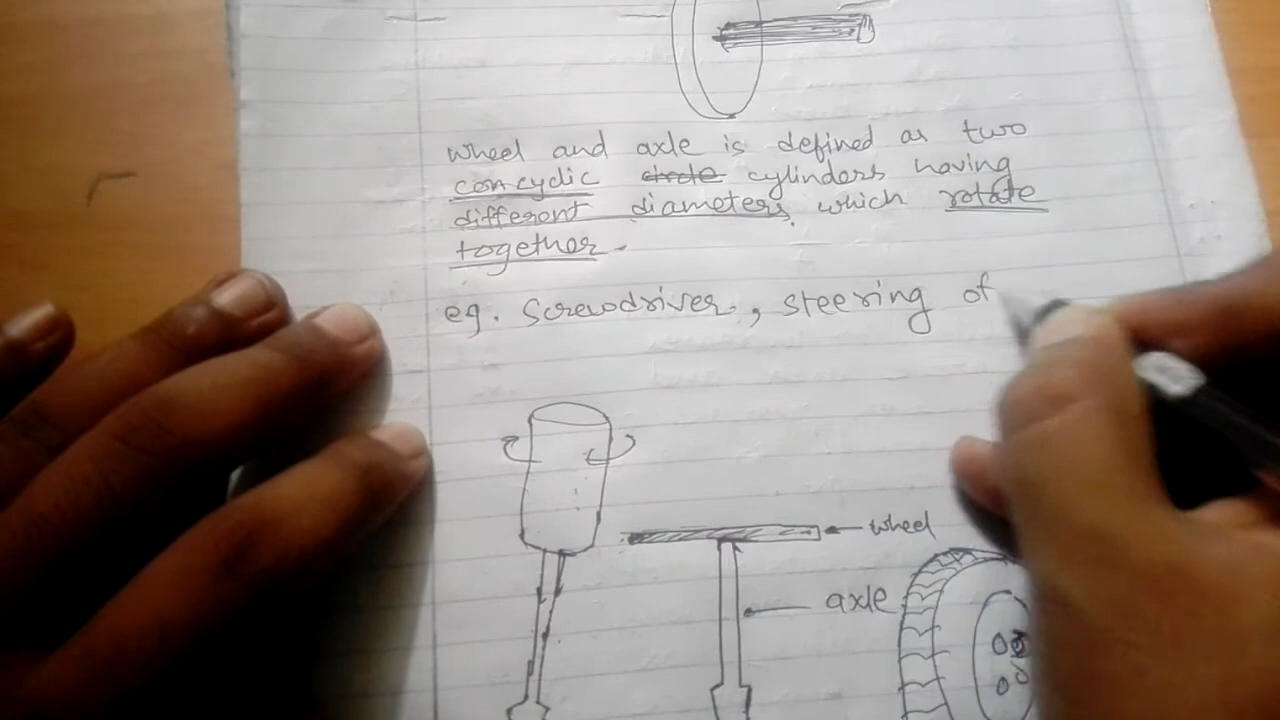 wheel and axle is defined as two
concyclic circle cylinders having
different diameters, which rotate
together.
eg. Screwdriver, steering of
wheel
axle